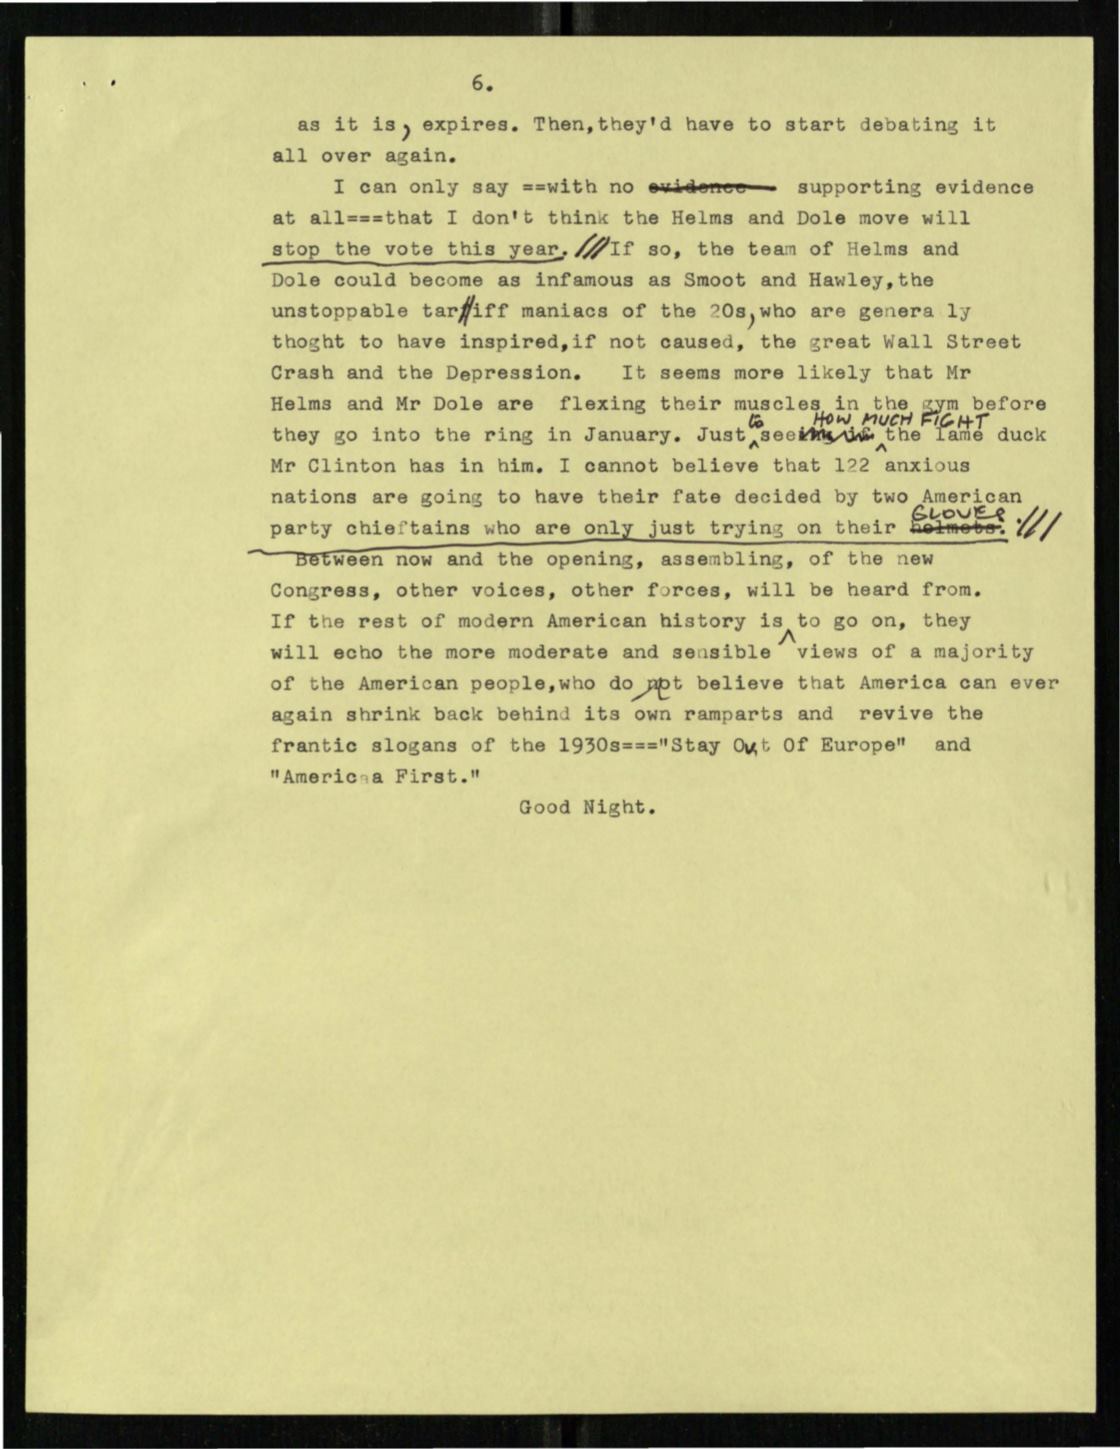 6.
as it is, expires. Then,they'd have to start debating it
all over again.
I can only say ==with no evidence supporting evidence
at all===that I don't think the Helms and Dole move will
stop the vote this year. ///If so, the team of Helms and
Dole could become as infamous as Smoot and Hawley,the
unstoppable tariff maniacs of the 20s,who are genera ly
thoght to have inspired,if not caused, the great Wall Street
Crash and the Depression. It seems more likely that Mr
Helms and Mr Dole are flexing their muscles in the gym before
to HOW MUCH FIGHT
they go into the ring in January. Just see the lame duck
Mr Clinton has in him. I cannot believe that 122 anxious
nations are going to have their fate decided by two American
GLOVES
party chieftains who are only just trying on their helmets. ///
Between now and the opening, assembling, of the new
Congress, other voices, other forces, will be heard from.
If the rest of modern American history is to go on, they
will echo the more moderate and sensible views of a majority
of the American people,who do not believe that America can ever
again shrink back behind its own ramparts and revive the
frantic slogans of the 1930s==="Stay Out Of Europe" and
"America First."
Good Night.